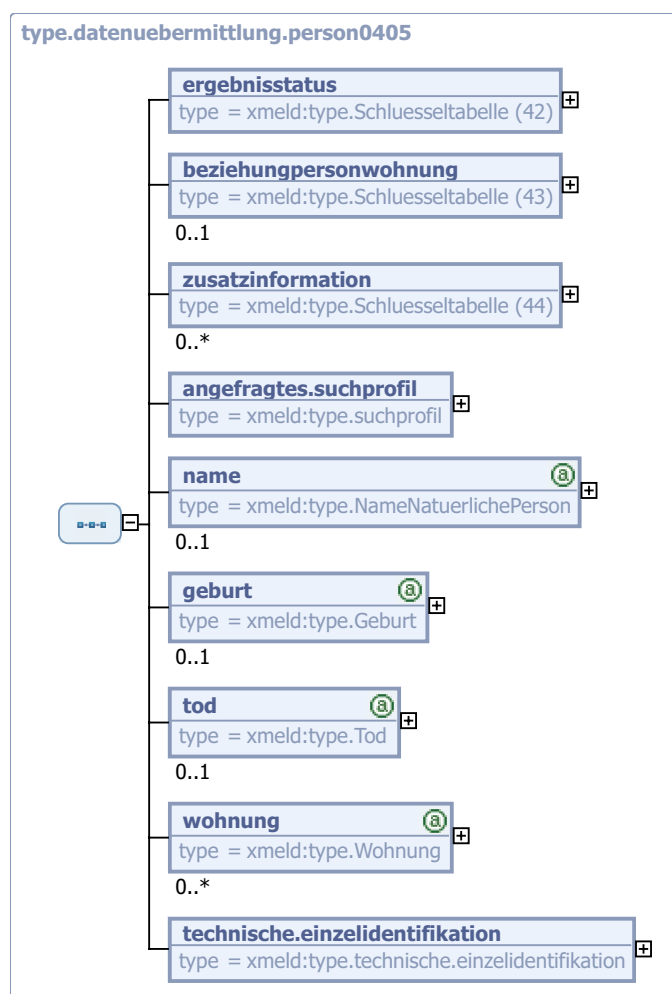 type.datenuebermittlung.person0405
ergebnisstatus
type = xmeld:type.Schluesseltabelle (42)
beziehungpersonwohnung
type = xmeld:type.Schluesseltabelle (43)
0..1
zusatzinformation
type = xmeld:type.Schluesseltabelle (44)
0..*
angefragtes.suchprofil
type = xmeld:type.suchprofil
name a
type = xmeld:type.NameNatuerlichePerson
0..1
geburt a
type = xmeld:type.Geburt
0..1
tod a
type = xmeld:type.Tod
0..1
wohnung a
type = xmeld:type.Wohnung
0..*
technische.einzelidentifikation
type = xmeld:type.technische.einzelidentifikation